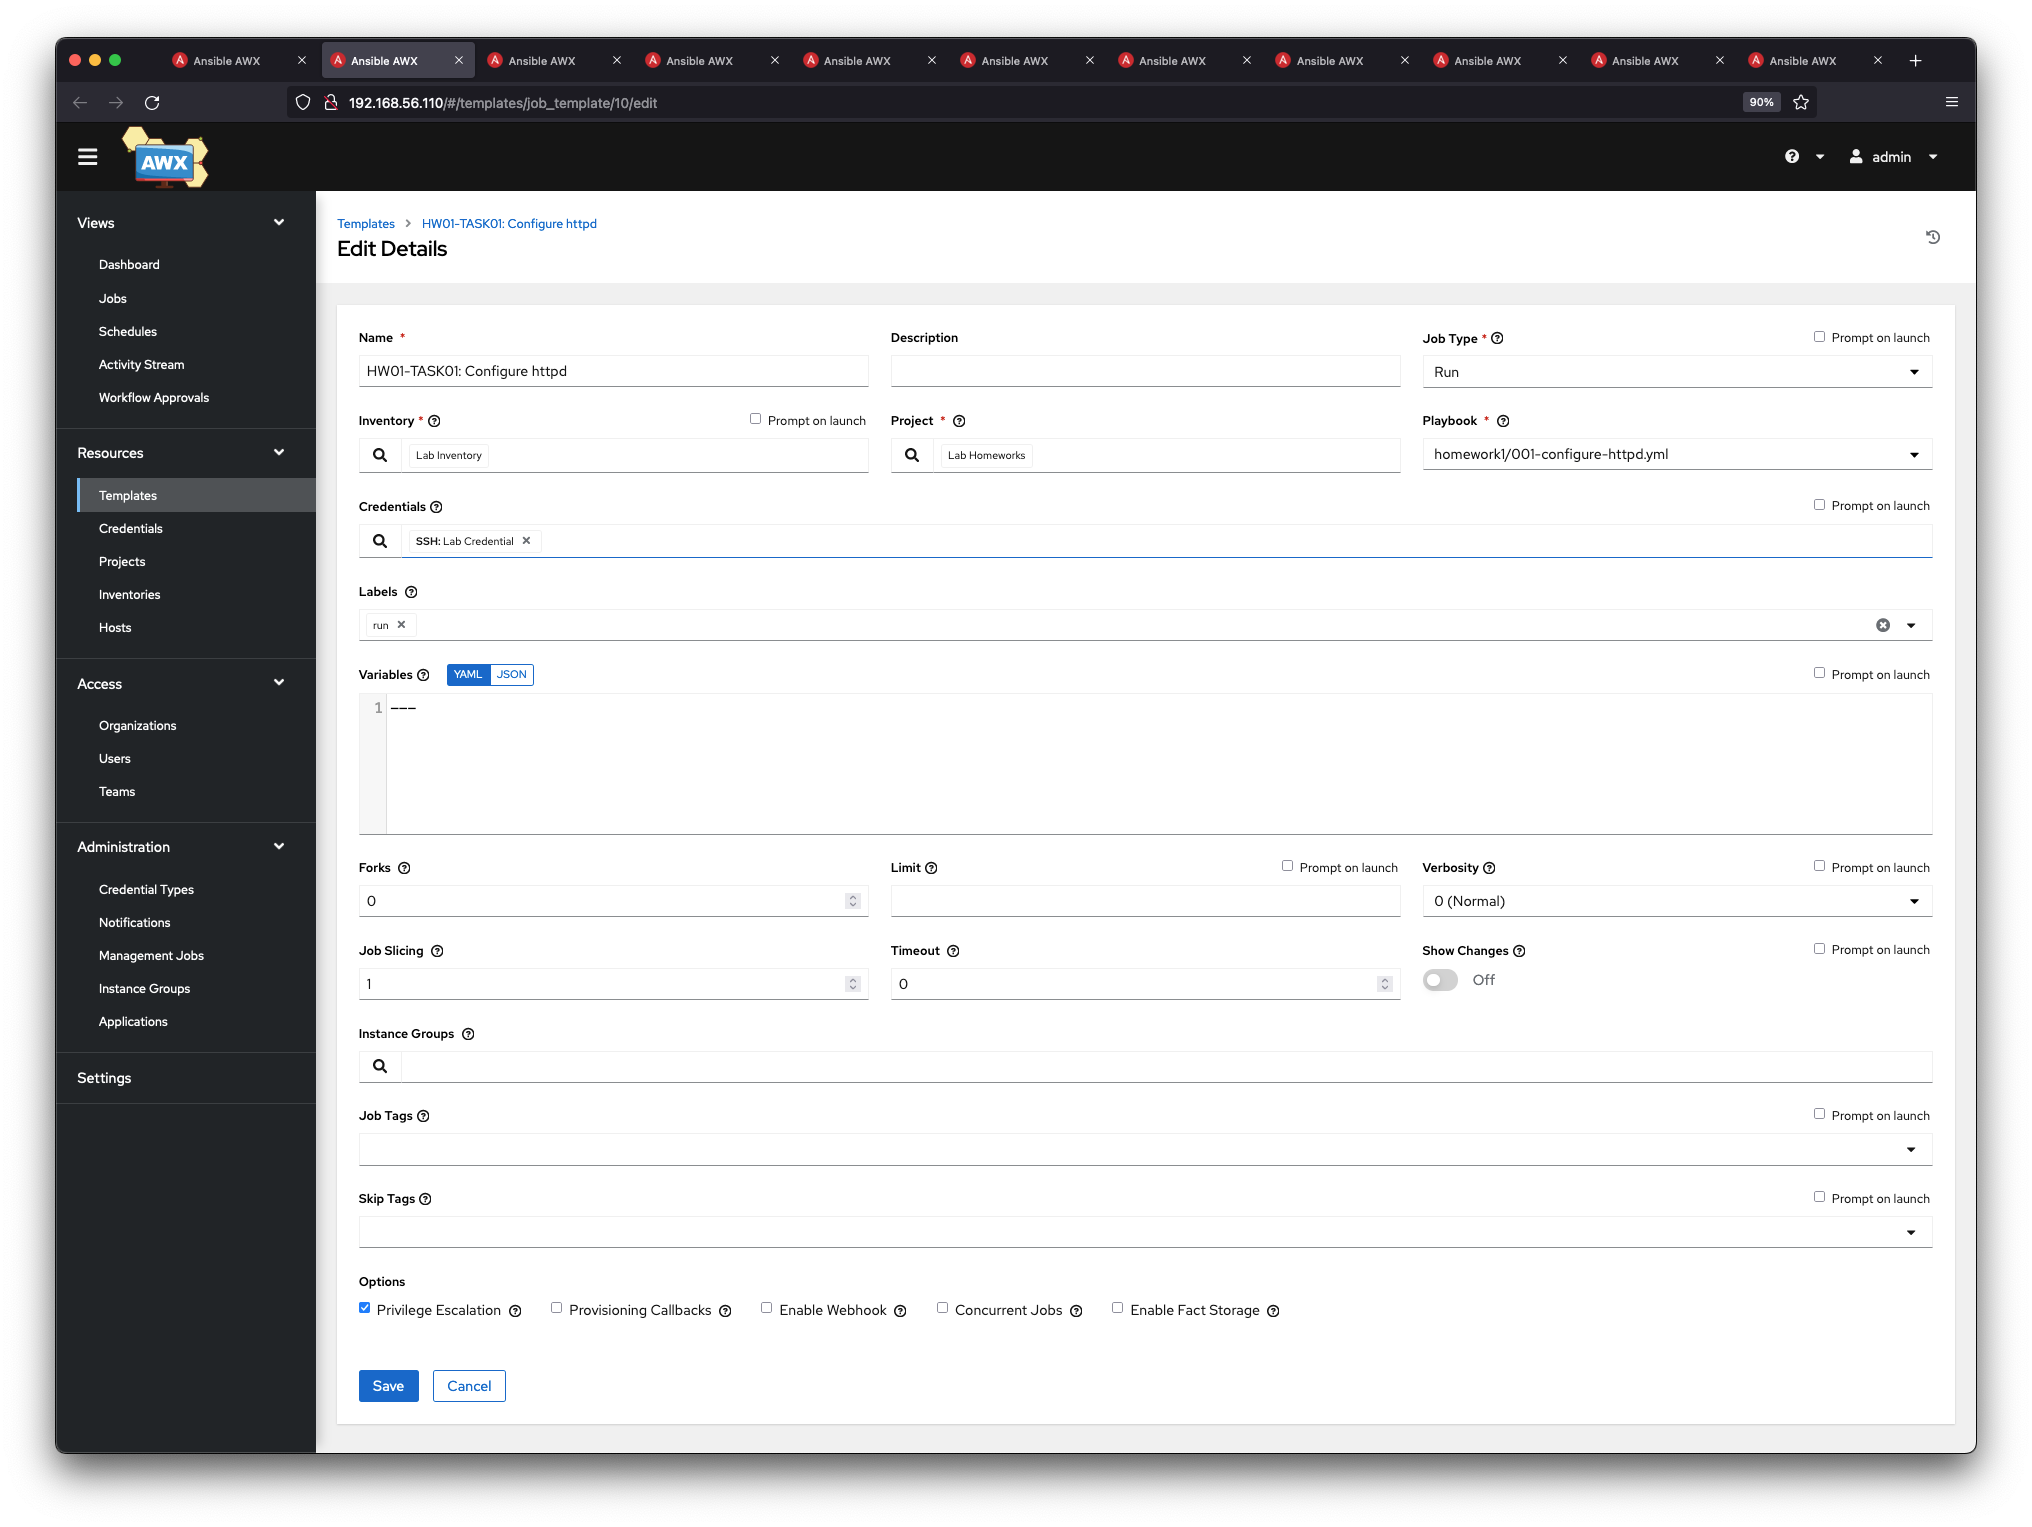 Ansible AWX
Ansible AWX
Ansible AWX
Ansible AWX
Ansible AWX
Ansible AWX
Ansible AWX
Ansible AWX
Ansible AWX
Ansible AWX
Ansible AWX
192.168.56.110/#/templates/job_template/10/edit
90%
AWX
admin
Views
Dashboard
Jobs
Schedules
Activity Stream
Workflow Approvals
Resources
Templates
Credentials
Projects
Inventories
Hosts
Access
Organizations
Users
Teams
Administration
Credential Types
Notifications
Management Jobs
Instance Groups
Applications
Settings
Templates > HW01-TASK01: Configure httpd
Edit Details
Name *
HW01-TASK01: Configure httpd
Description
Job Type *
Prompt on launch
Run
Inventory *
Prompt on launch
Lab Inventory
Project *
Lab Homeworks
Playbook *
homework1/001-configure-httpd.yml
Credentials
Prompt on launch
SSH: Lab Credential
Labels
run
Variables
YAML JSON
Prompt on launch
1 ---
Forks
0
Limit
Prompt on launch
Verbosity
Prompt on launch
0 (Normal)
Job Slicing
1
Timeout
0
Show Changes
Prompt on launch
Off
Instance Groups
Job Tags
Prompt on launch
Skip Tags
Prompt on launch
Options
Privilege Escalation
Provisioning Callbacks
Enable Webhook
Concurrent Jobs
Enable Fact Storage
Save
Cancel